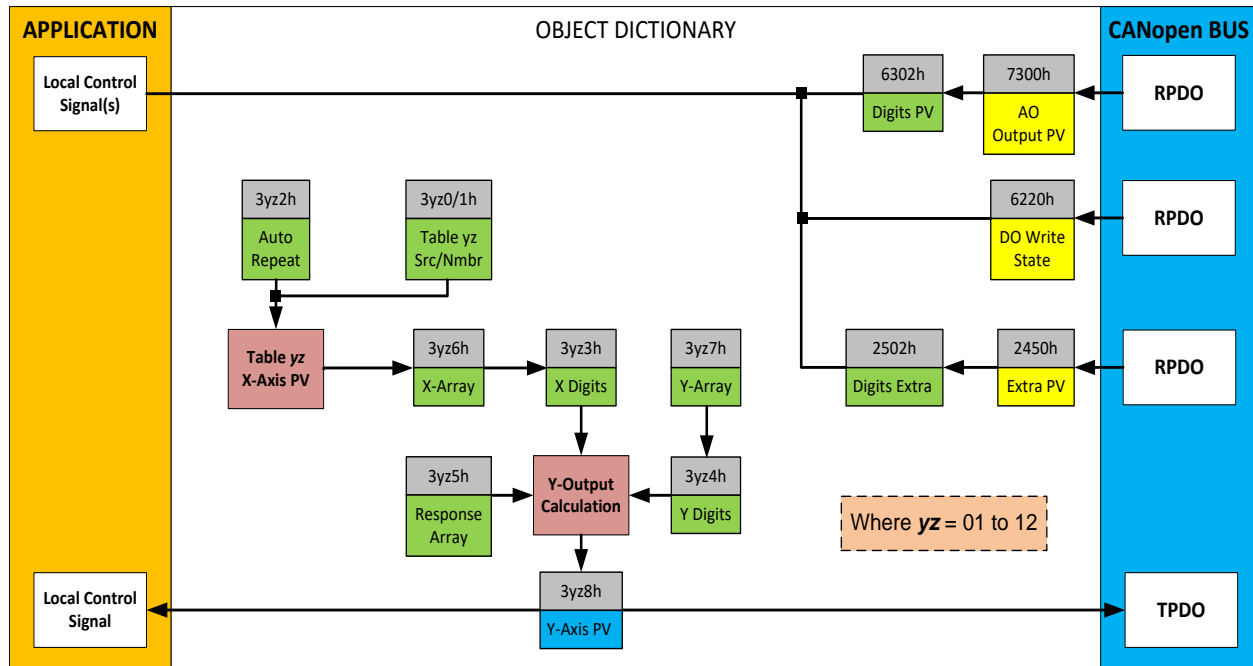 APPLICATION
OBJECT DICTIONARY
CANopen BUS
Local Control
Signal(s)
6302h
Digits PV
7300h
AO
Output PV
RPDO
3yz2h
Auto
Repeat
3yz0/1h
Table yz
Src/Nmbr
6220h
DO Write
State
RPDO
Table yz
X-Axis PV
3yz6h
X-Array
3yz3h
X Digits
3yz7h
Y-Array
2502h
Digits Extra
2450h
Extra PV
RPDO
3yz5h
Response
Array
Y-Output
Calculation
3yz4h
Y Digits
Where yz = 01 to 12
Local Control
Signal
3yz8h
Y-Axis PV
TPDO